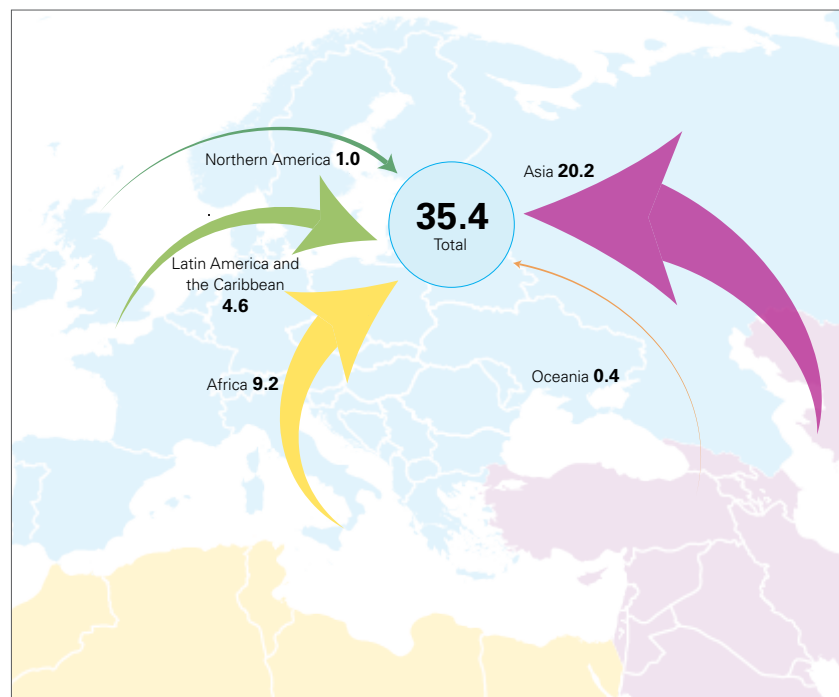 Northern America 1.0
Asia 20.2
35.4
Total
Latin America and
the Caribbean
4.6
Africa 9.2
Oceania 0.4